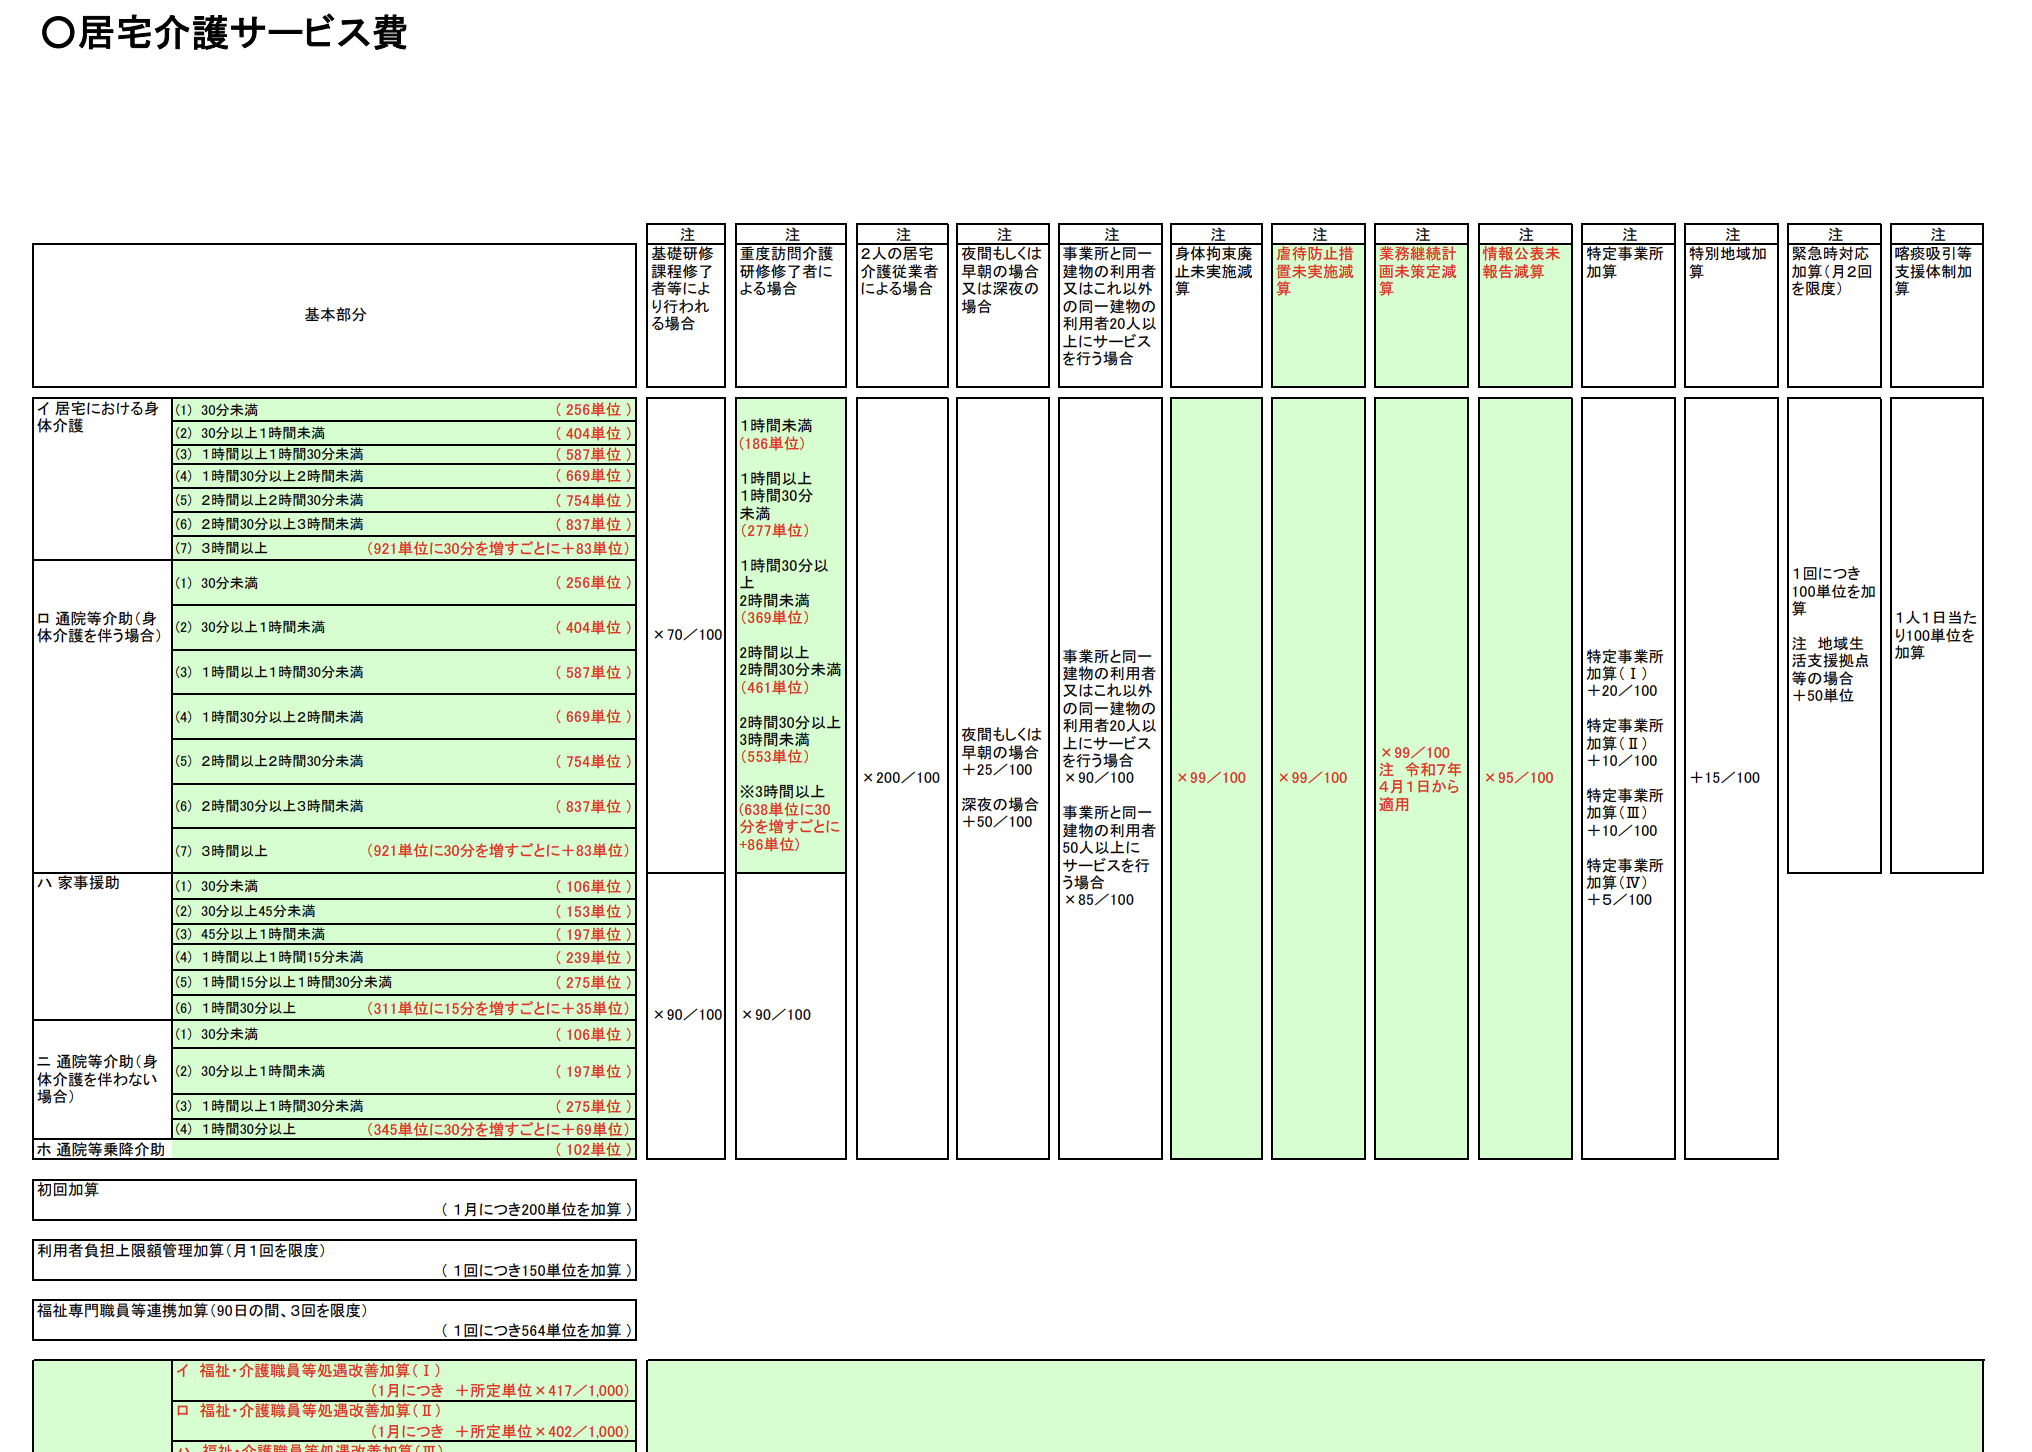 〇居宅介護サービス費
注
注
注
注
注
注
注
注
注
注
注
注
注
基本部分
基礎研修
課程修了
者等によ
り行われ
る場合
重度訪問介護
研修修了者に
よる場合
２人の居宅
介護従業者
による場合
夜間もしくは
早朝の場合
又は深夜の
場合
事業所と同一
建物の利用者
又はこれ以外
の同一建物の
利用者20人以
上にサービス
を行う場合
身体拘束廃
止未実施減
算
虐待防止措
置未実施減
算
業務継続計
画未策定減
算
情報公表未
報告減算
特定事業所
加算
特別地域加
算
緊急時対応
加算（月２回
を限度）
喀痰吸引等
支援体制加
算
イ 居宅における身
体介護
(1) 30分未満 （ 256単位 ）
(2) 30分以上１時間未満 （ 404単位 ）
(3) １時間以上１時間30分未満 （ 587単位 ）
(4) １時間30分以上２時間未満 （ 669単位 ）
(5) ２時間以上２時間30分未満 （ 754単位 ）
(6) ２時間30分以上３時間未満 （ 837単位 ）
(7) ３時間以上 （921単位に30分を増すごとに＋83単位）
ロ 通院等介助（身
体介護を伴う場合）
(1) 30分未満 （ 256単位 ）
(2) 30分以上１時間未満 （ 404単位 ）
(3) １時間以上１時間30分未満 （ 587単位 ）
(4) １時間30分以上２時間未満 （ 669単位 ）
(5) ２時間以上２時間30分未満 （ 754単位 ）
(6) ２時間30分以上３時間未満 （ 837単位 ）
(7) ３時間以上 （921単位に30分を増すごとに＋83単位）
ハ 家事援助
(1) 30分未満 （ 106単位 ）
(2) 30分以上45分未満 （ 153単位 ）
(3) 45分以上１時間未満 （ 197単位 ）
(4) １時間以上１時間15分未満 （ 239単位 ）
(5) １時間15分以上１時間30分未満 （ 275単位 ）
(6) １時間30分以上 （311単位に15分を増すごとに＋35単位）
ニ 通院等介助（身
体介護を伴わない
場合）
(1) 30分未満 （ 106単位 ）
(2) 30分以上１時間未満 （ 197単位 ）
(3) １時間以上１時間30分未満 （ 275単位 ）
(4) １時間30分以上 （345単位に30分を増すごとに＋69単位）
ホ 通院等乗降介助 （ 102単位 ）
×70／100
×90／100
１時間未満
（186単位）
１時間以上
１時間30分
未満
（277単位）
１時間30分以
上
２時間未満
（369単位）
２時間以上
２時間30分未満
（461単位）
２時間30分以上
３時間未満
（553単位）
※３時間以上
（638単位に30
分を増すごとに
+86単位）
×90／100
×200／100
夜間もしくは
早朝の場合
＋25／100
深夜の場合
＋50／100
事業所と同一
建物の利用者
又はこれ以外
の同一建物の
利用者20人以
上にサービス
を行う場合
×90／100
事業所と同一
建物の利用者
50人以上に
サービスを行
う場合
×85／100
×99／100
×99／100
×99／100
注　令和７年
４月１日から
適用
×95／100
特定事業所
加算（Ⅰ）
＋20／100
特定事業所
加算（Ⅱ）
＋10／100
特定事業所
加算（Ⅲ）
＋10／100
特定事業所
加算（Ⅳ）
＋５／100
＋15／100
１回につき
100単位を加
算
注　地域生
活支援拠点
等の場合
＋50単位
１人１日当た
り100単位を
加算
初回加算
（ １月につき200単位を加算 ）
利用者負担上限額管理加算（月１回を限度）
（ １回につき150単位を加算 ）
福祉専門職員等連携加算（90日の間、３回を限度）
（ １回につき564単位を加算 ）
イ　福祉・介護職員等処遇改善加算（Ⅰ）
（１月につき　＋所定単位×417／1,000）
ロ　福祉・介護職員等処遇改善加算（Ⅱ）
（１月につき　＋所定単位×402／1,000）
ハ　福祉・介護職員等処遇改善加算（Ⅲ）